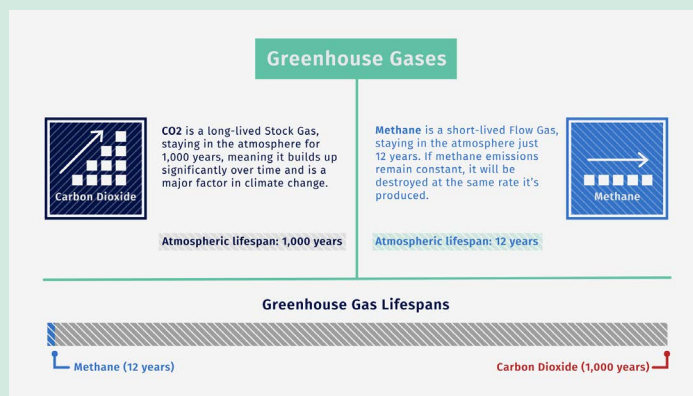 Greenhouse Gases
Carbon Dioxide
CO2 is a long-lived Stock Gas,
staying in the atmosphere for
1,000 years, meaning it builds up
significantly over time and is a
major factor in climate change.
Atmospheric lifespan: 1,000 years
Methane is a short-lived Flow Gas,
staying in the atmosphere just
12 years. If methane emissions
remain constant, it will be
destroyed at the same rate it's
produced.
Atmospheric lifespan: 12 years
Methane
Greenhouse Gas Lifespans
Methane (12 years)
Carbon Dioxide (1,000 years)